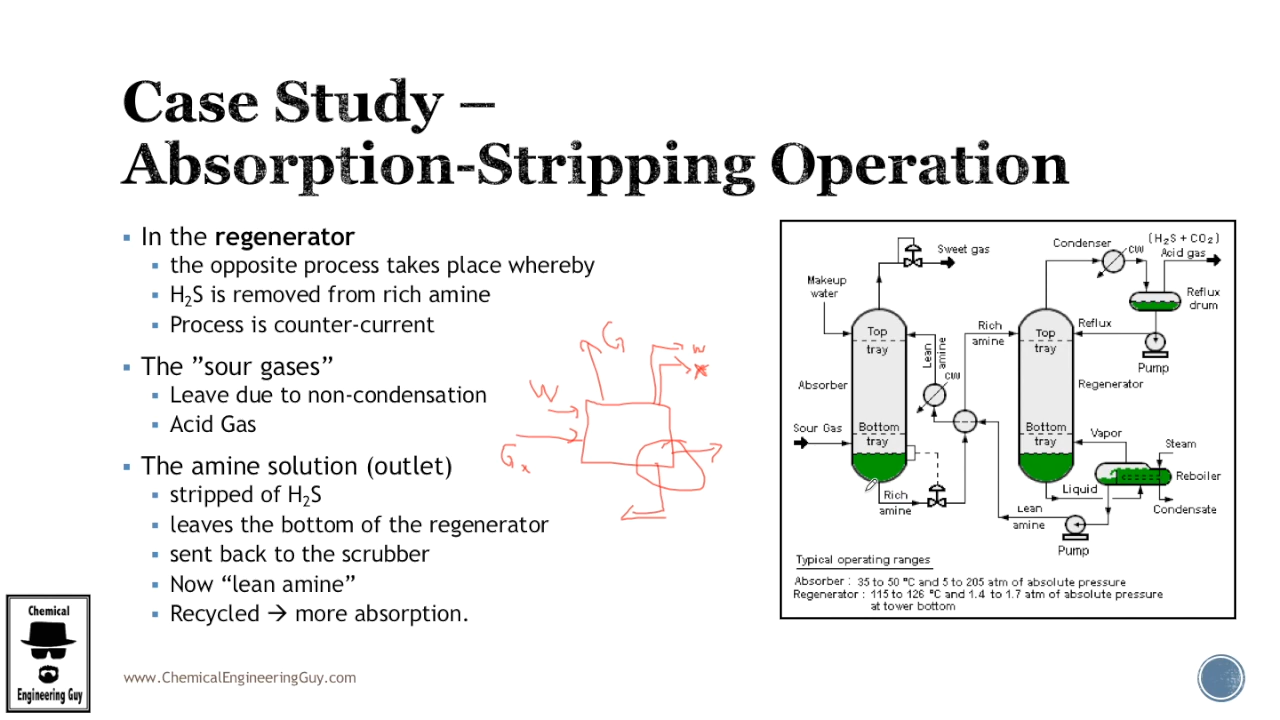 Case Study –
Absorption-Stripping Operation
▪ In the regenerator
▪ the opposite process takes place whereby
▪ H₂S is removed from rich amine
▪ Process is counter-current
▪ The ”sour gases”
▪ Leave due to non-condensation
▪ Acid Gas
▪ The amine solution (outlet)
▪ stripped of H₂S
▪ leaves the bottom of the regenerator
▪ sent back to the scrubber
▪ Now “lean amine”
▪ Recycled → more absorption.
G
W
W
Gx
Sweet gas
Makeup
water
Top
tray
Absorber
Sour Gas
Bottom
tray
Rich
amine
Lean
amine
CW
Rich
amine
Condenser
CW
(H₂S + CO₂)
Acid gas
Reflux
drum
Reflux
Pump
Top
tray
Regenerator
Bottom
tray
Vapor
Steam
Reboiler
Liquid
Condensate
Lean
amine
Pump
Typical operating ranges
Absorber : 35 to 50 °C and 5 to 205 atm of absolute pressure
Regenerator : 115 to 126 °C and 1.4 to 1.7 atm of absolute pressure
at tower bottom
Chemical
Engineering Guy
www.ChemicalEngineeringGuy.com